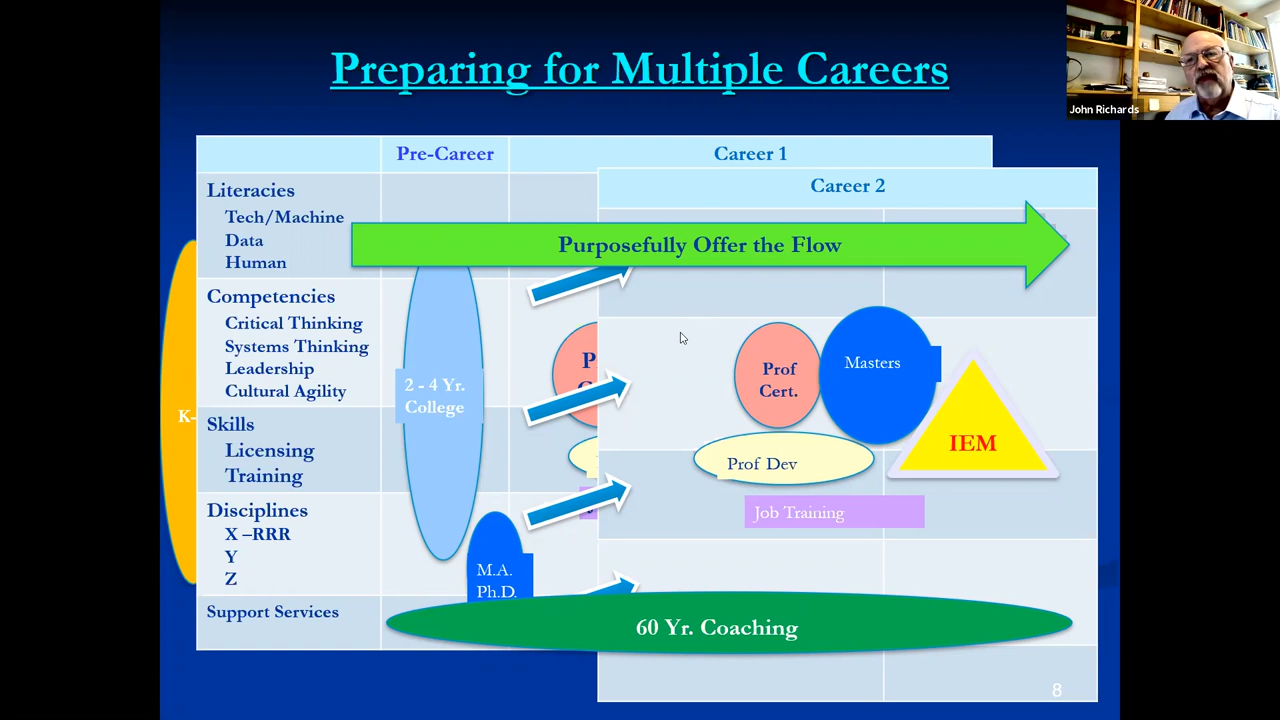 Preparing for Multiple Careers
John Richards
Pre-Career
Career 1
Career 2
Literacies
Tech/Machine
Data
Human
Purposefully Offer the Flow
Competencies
Critical Thinking
Systems Thinking
Leadership
Cultural Agility
K-
2 - 4 Yr.
College
P
Prof
Cert.
Masters
IEM
Skills
Licensing
Training
Prof Dev
Job Training
Disciplines
X –RRR
Y
Z
M.A.
Ph.D.
Support Services
60 Yr. Coaching
8